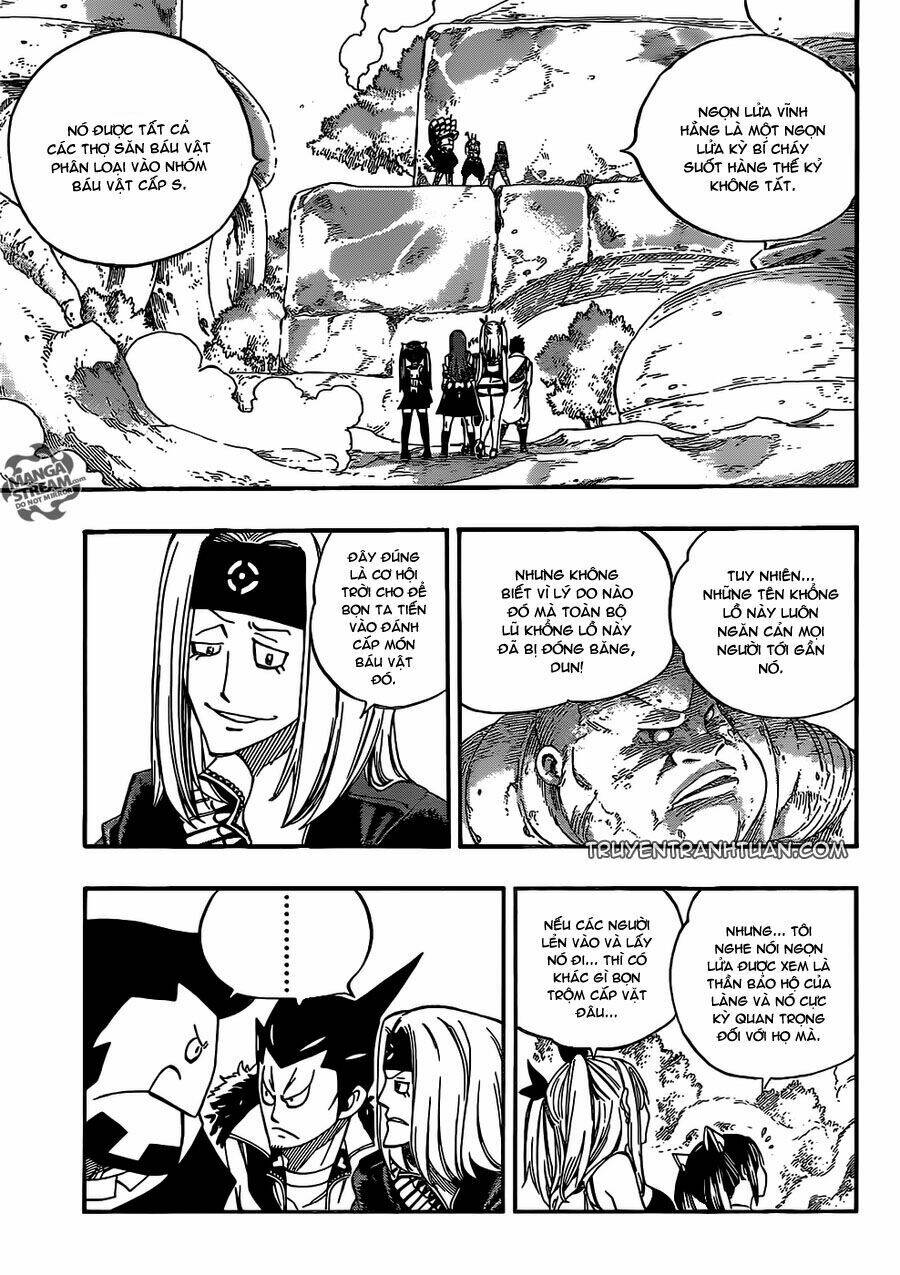 NGỌN LỬA VĨNH
HẰNG LÀ MỘT NGỌN
LỬA KỲ BÍ CHÁY
SUỐT HÀNG THẾ KỶ
KHÔNG TẮT.
NÓ ĐƯỢC TẤT CẢ
CÁC THỢ SĂN BÁU VẬT
PHÂN LOẠI VÀO NHÓM
BÁU VẬT CẤP S.
MANGA
STREAM.com
DO NOT MIRROR
TUY NHIÊN...
NHỮNG TÊN KHỔNG
LỒ NÀY LUÔN
NGĂN CẢN MỌI
NGƯỜI TỚI GẦN
NÓ.
NHƯNG KHÔNG
BIẾT VÌ LÝ DO NÀO
ĐÓ MÀ TOÀN BỘ
LŨ KHỔNG LỒ NÀY
ĐÃ BỊ ĐÓNG BĂNG,
DUN!
ĐÂY ĐÚNG
LÀ CƠ HỘI
TRỜI CHO ĐỂ
BỌN TA TIẾN
VÀO ĐÁNH
CẮP MÓN
BÁU VẬT
ĐÓ.
TRUYENTRANHTUAN.COM
NHƯNG... TÔI
NGHE NÓI NGỌN
LỬA ĐƯỢC XEM LÀ
THẦN BẢO HỘ CỦA
LÀNG VÀ NÓ CỰC
KỲ QUAN TRỌNG
ĐỐI VỚI HỌ MÀ.
NẾU CÁC NGƯỜI
LẺN VÀO VÀ LẤY
NÓ ĐI... THÌ CÓ
KHÁC GÌ BỌN
TRỘM CẮP VẶT
ĐÂU...
.........